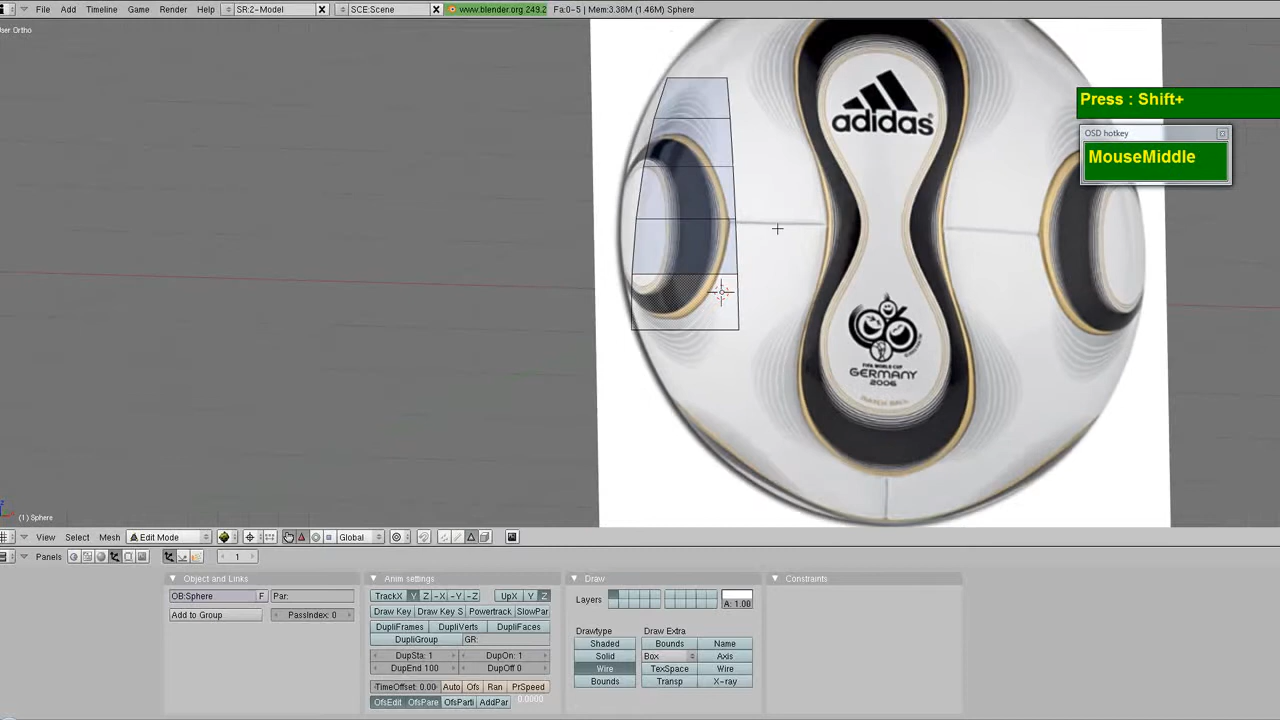 File Add Timeline Game Render Help SR:2-Model SCE:Scene www.blender.org 249.2 Fa:0-5 | Mem:3.38M (1.46M) Sphere
User Ortho
adidas
Press : Shift+
OSD hotkey
MouseMiddle
FIFA WORLD CUP
GERMANY
2006
(1) Sphere
View Select Mesh Edit Mode Global
Panels 1
Object and Links
OB:Sphere F Par:
Add to Group PassIndex: 0
Anim settings
TrackX Y Z -X -Y -Z UpX Y Z
Draw Key Draw Key S Powertrack SlowPar
DupliFrames DupliVerts DupliFaces
DupliGroup GR:
DupSta: 1 DupOn: 1
DupEnd 100 DupOff 0
TimeOffset: 0.00 Auto Ofs Ran PrSpeed
OfsEdit OfsPare OfsParti AddPar 0.0000
Draw
Layers A: 1.00
Drawtype Draw Extra
Shaded Bounds Name
Solid Box Axis
Wire TexSpace Wire
Bounds Transp X-ray
Constraints